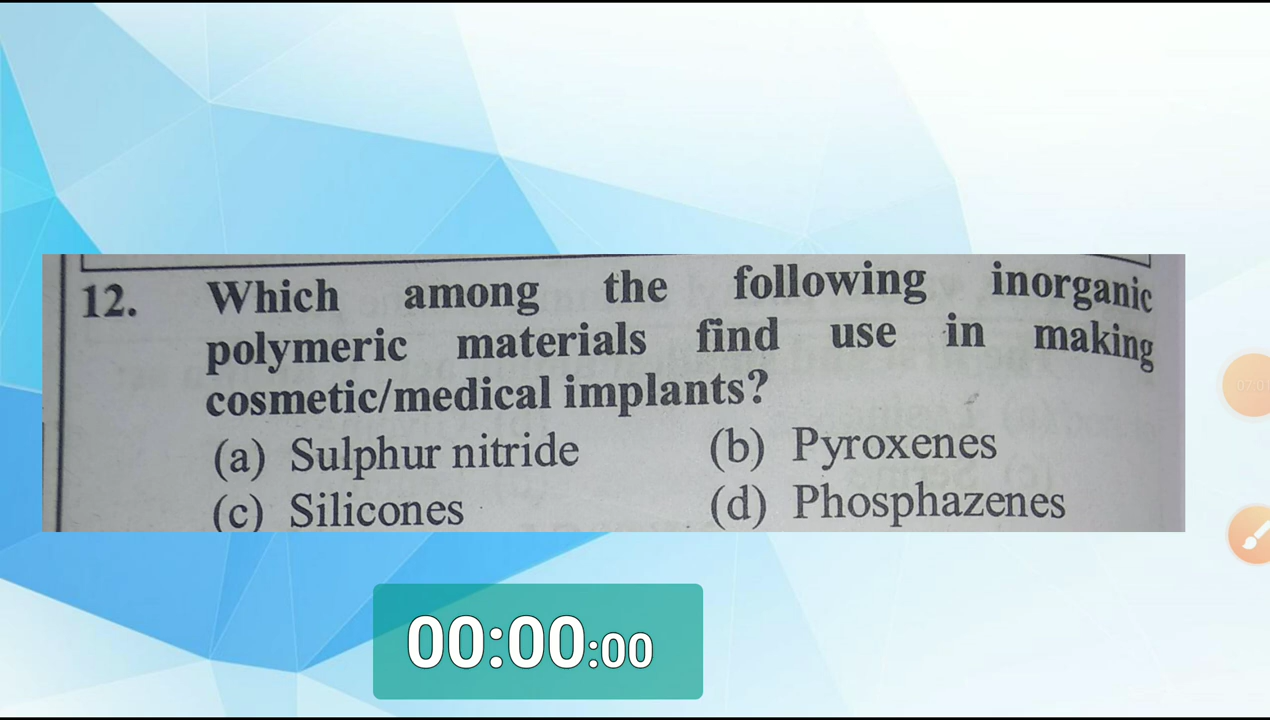 12. Which among the following inorganic
polymeric materials find use in making
cosmetic/medical implants?
(a) Sulphur nitride (b) Pyroxenes
(c) Silicones (d) Phosphazenes
00:00:00